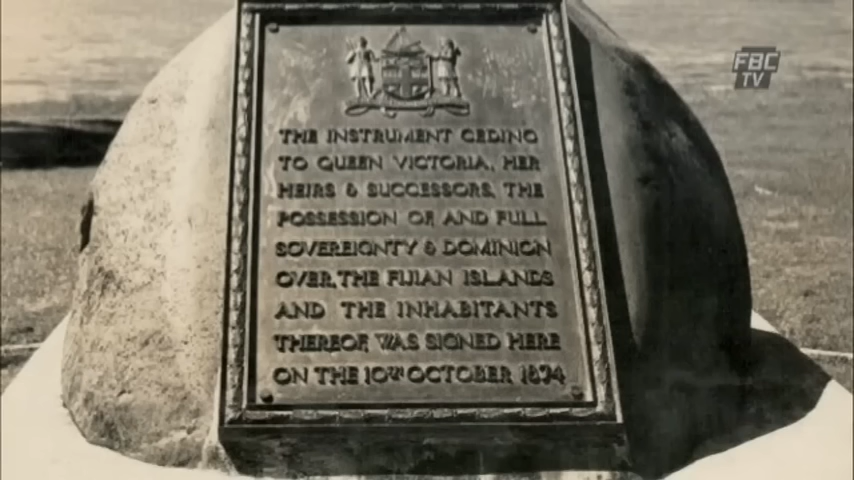 FBC
TV
THE INSTRUMENT CEDING
TO QUEEN VICTORIA, HER
HEIRS & SUCCESSORS, THE
POSSESSION OF, AND FULL
SOVEREIGNTY & DOMINION
OVER, THE FIJIAN ISLANDS
AND THE INHABITANTS
THEREOF, WAS SIGNED HERE
ON THE 10TH OCTOBER 1874